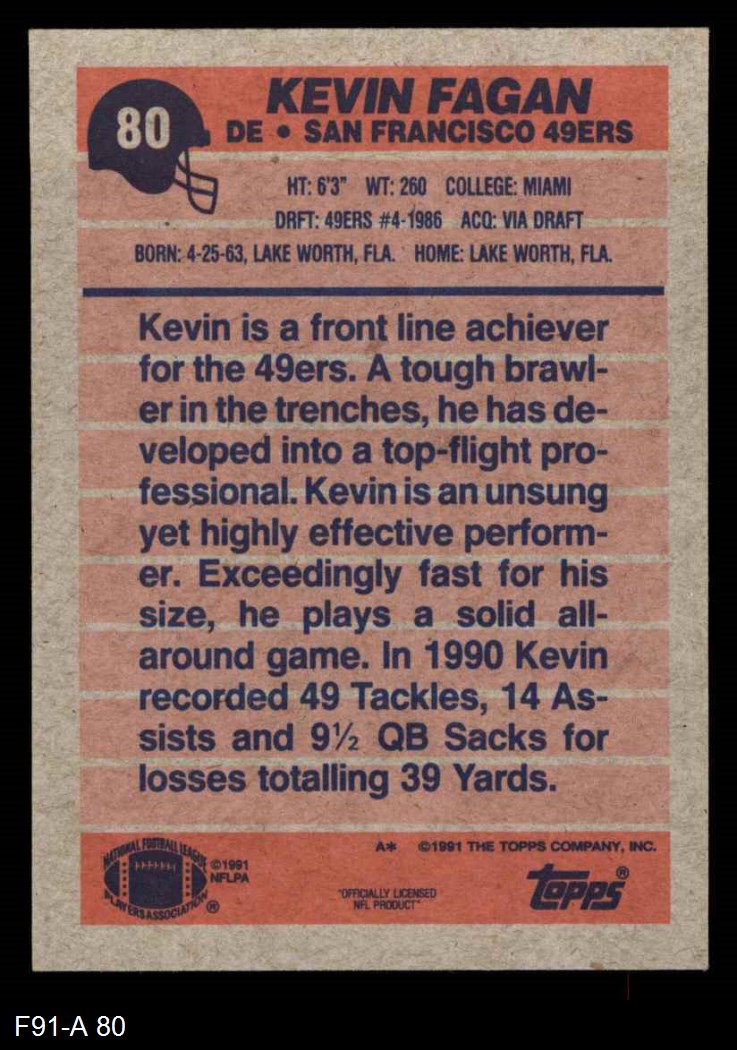 80
KEVIN FAGAN
DE • SAN FRANCISCO 49ERS
HT: 6'3" WT: 260 COLLEGE: MIAMI
DRFT: 49ERS #4-1986 ACQ: VIA DRAFT
BORN: 4-25-63, LAKE WORTH, FLA. HOME: LAKE WORTH, FLA.
Kevin is a front line achiever
for the 49ers. A tough brawl-
er in the trenches, he has de-
veloped into a top-flight pro-
fessional. Kevin is an unsung
yet highly effective perform-
er. Exceedingly fast for his
size, he plays a solid all-
around game. In 1990 Kevin
recorded 49 Tackles, 14 As-
sists and 9½ QB Sacks for
losses totalling 39 Yards.
A* ©1991 THE TOPPS COMPANY, INC.
NATIONAL FOOTBALL LEAGUE
PLAYERS ASSOCIATION ®
©1991
NFLPA
"OFFICIALLY LICENSED
NFL PRODUCT"
topps®
F91-A 80